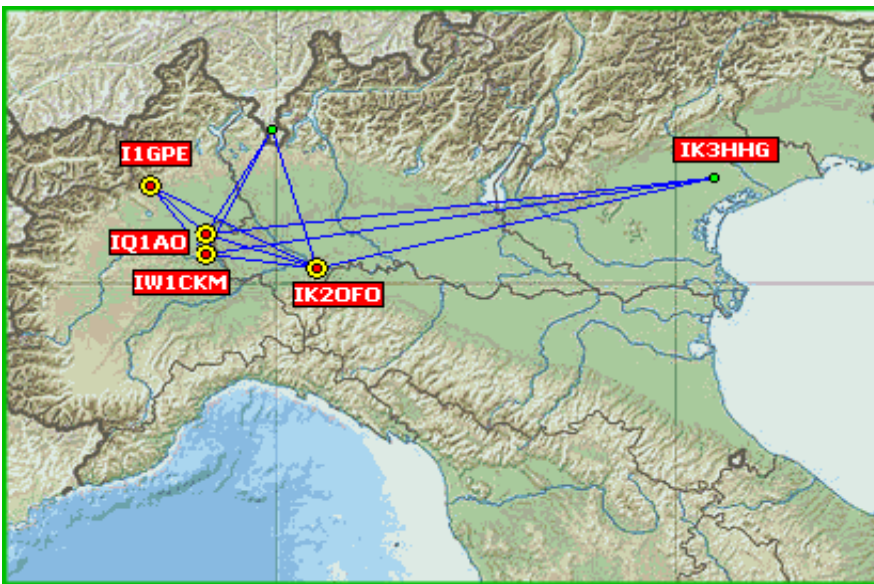 IK3HHG
I1GPE
IQ1AO
IW1CKM
IK2OFO